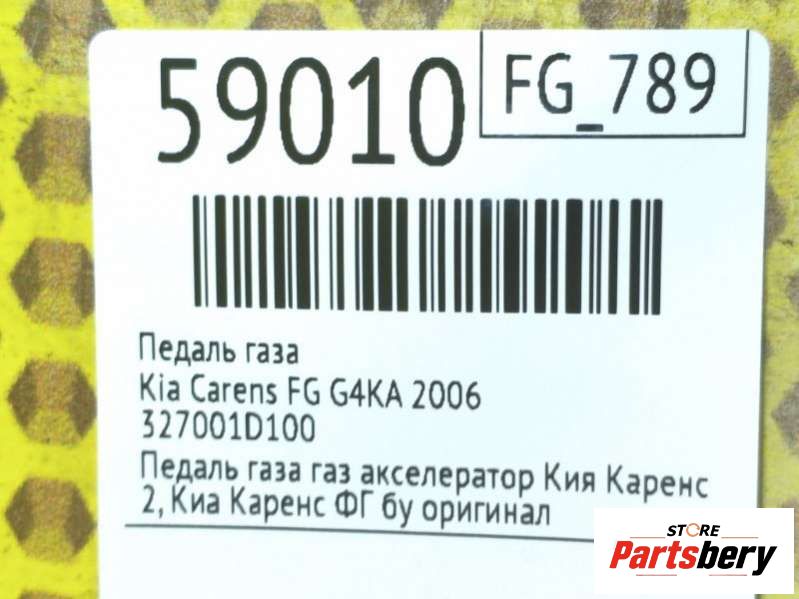 59010
FG_789
Педаль газа
Kia Carens FG G4KA 2006
327001D100
Педаль газа газ акселератор Кия Каренс
2, Киа Каренс ФГ бу оригинал
STORE
Partsbery